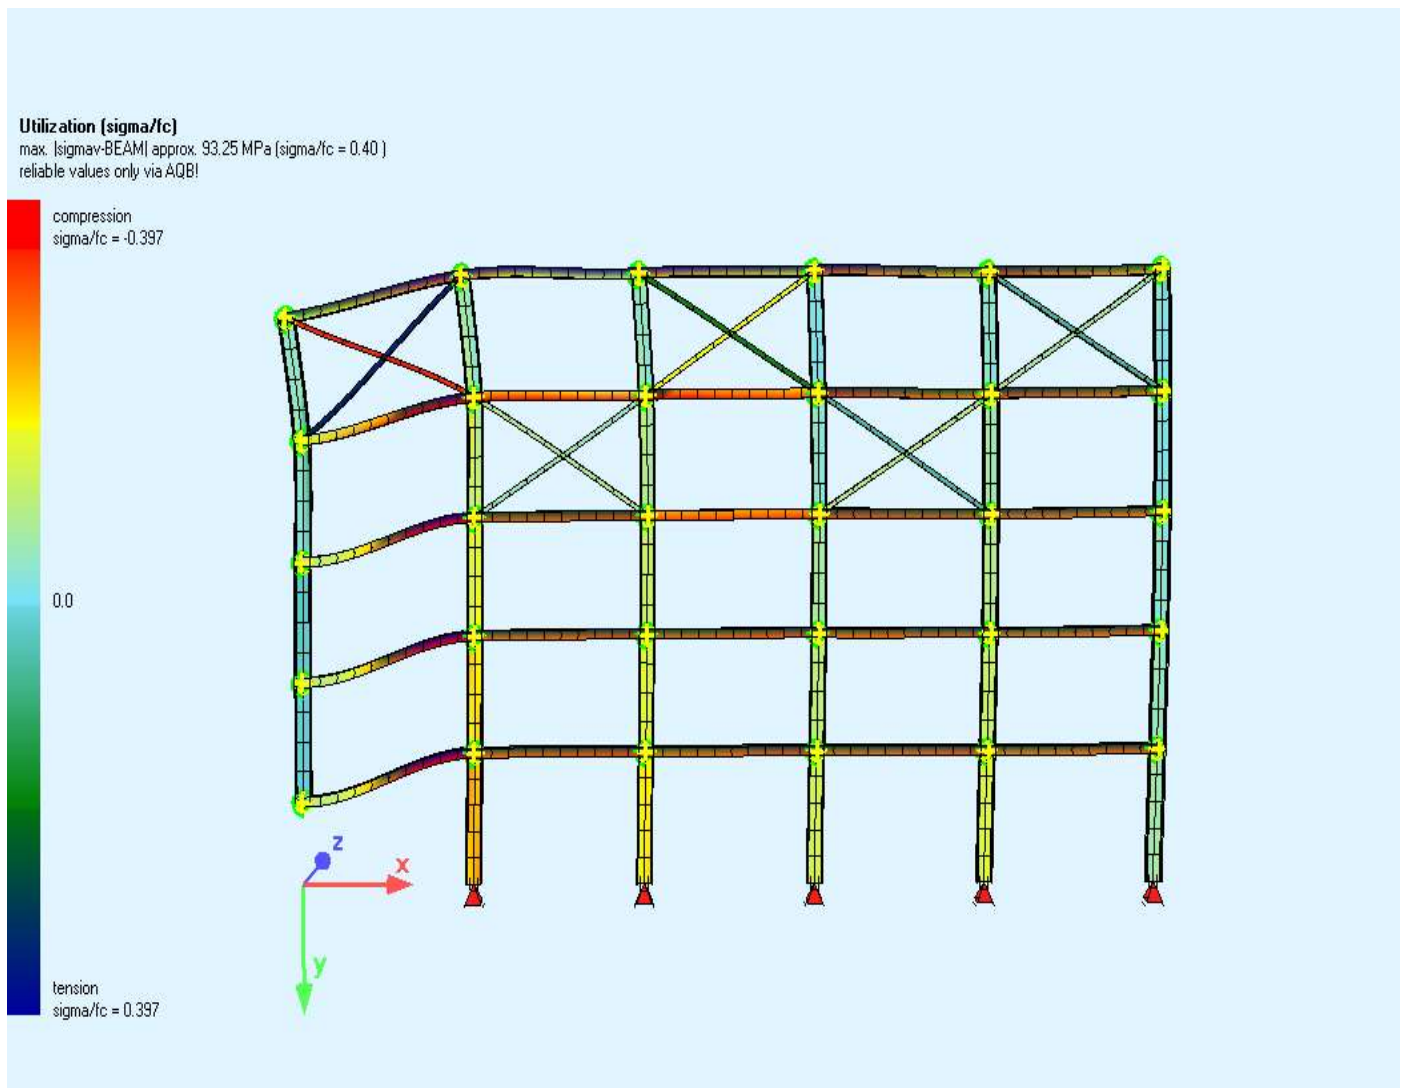 Utilization (sigma/fc)
max. |sigmav-BEAM| approx. 93.25 MPa (sigma/fc = 0.40 )
reliable values only via AQB!
compression
sigma/fc = -0.397
0.0
z
x
y
tension
sigma/fc = 0.397